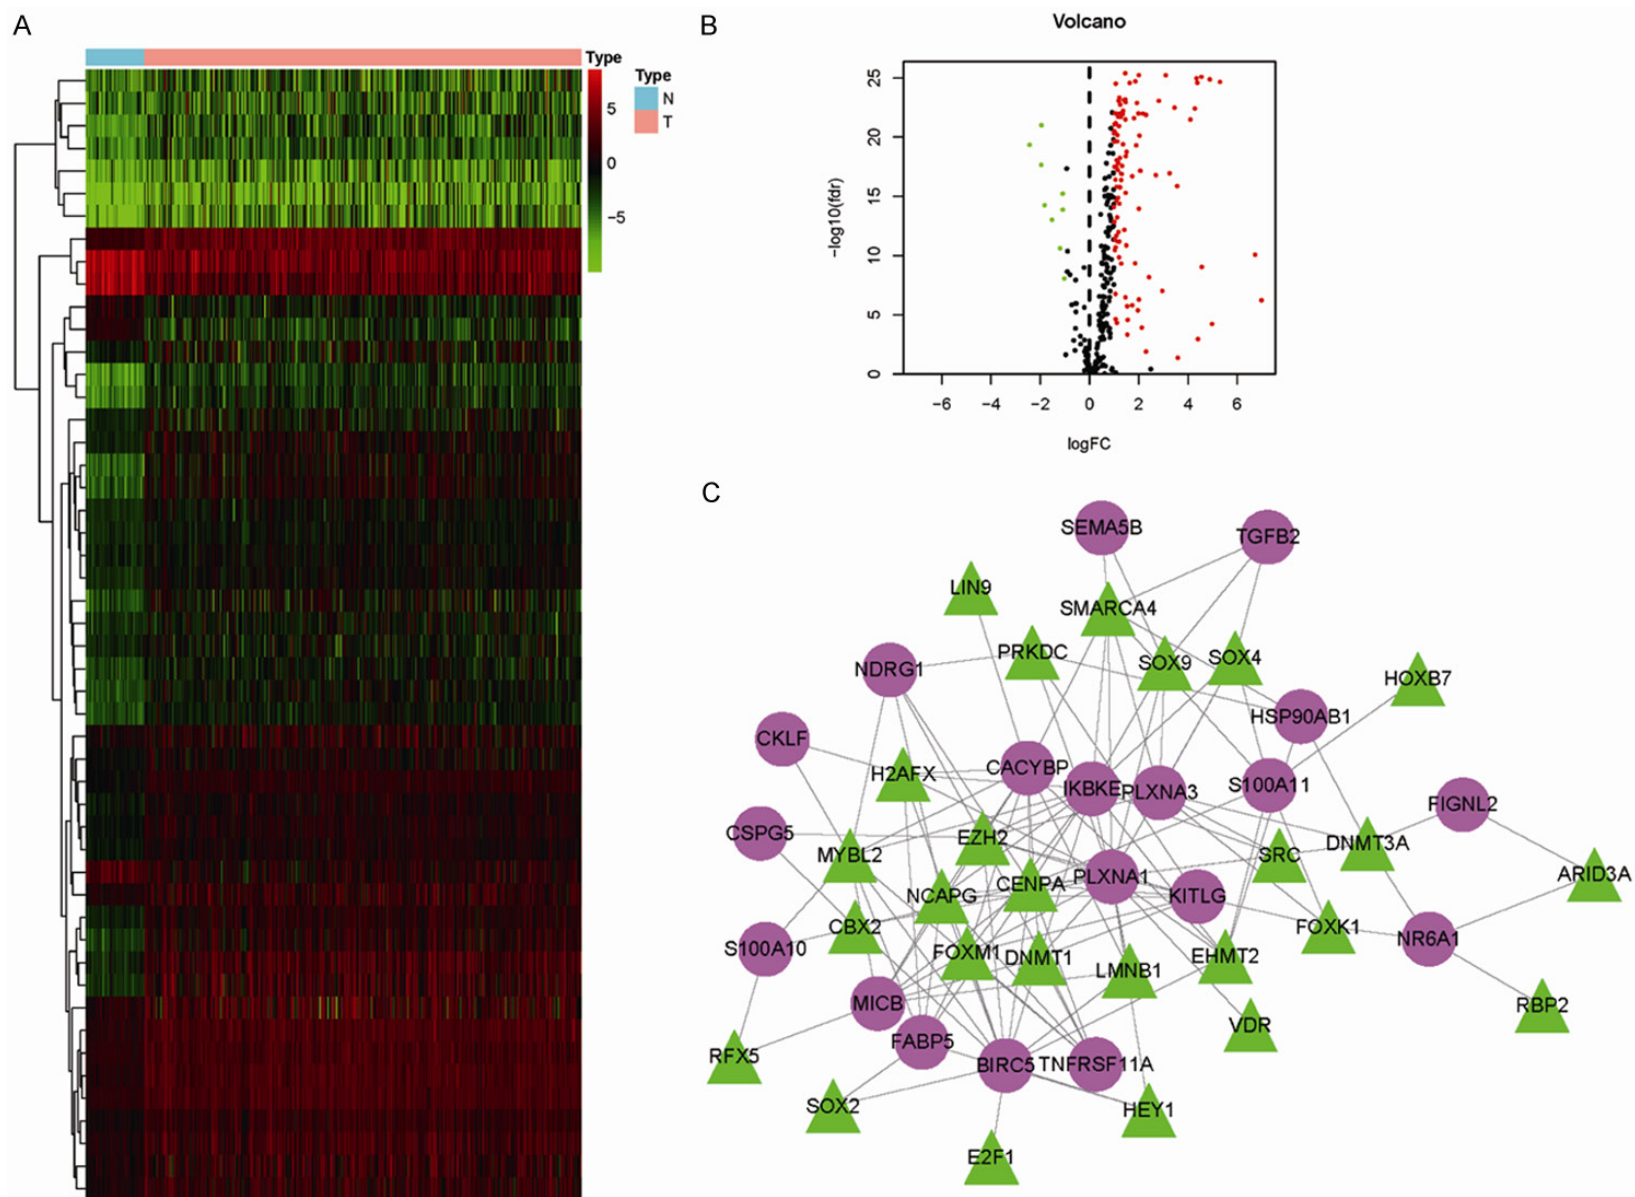 A
Type
5
0
−5
Type
N
T
B
Volcano
−log10(fdr)
25
20
15
10
5
0
−6 −4 −2 0 2 4 6
logFC
C
SEMA5B
TGFB2
LIN9
SMARCA4
PRKDC
SOX9
SOX4
NDRG1
HOXB7
HSP90AB1
CKLF
H2AFX
CACYBP
IKBKE
PLXNA3
S100A11
FIGNL2
CSPG5
MYBL2
EZH2
SRC
DNMT3A
NCAPG
CENPA
PLXNA1
KITLG
ARID3A
CBX2
FOXK1
S100A10
FOXM1
DNMT1
LMNB1
EHMT2
NR6A1
MICB
RBP2
VDR
RFX5
FABP5
BIRC5
TNFRSF11A
SOX2
HEY1
E2F1